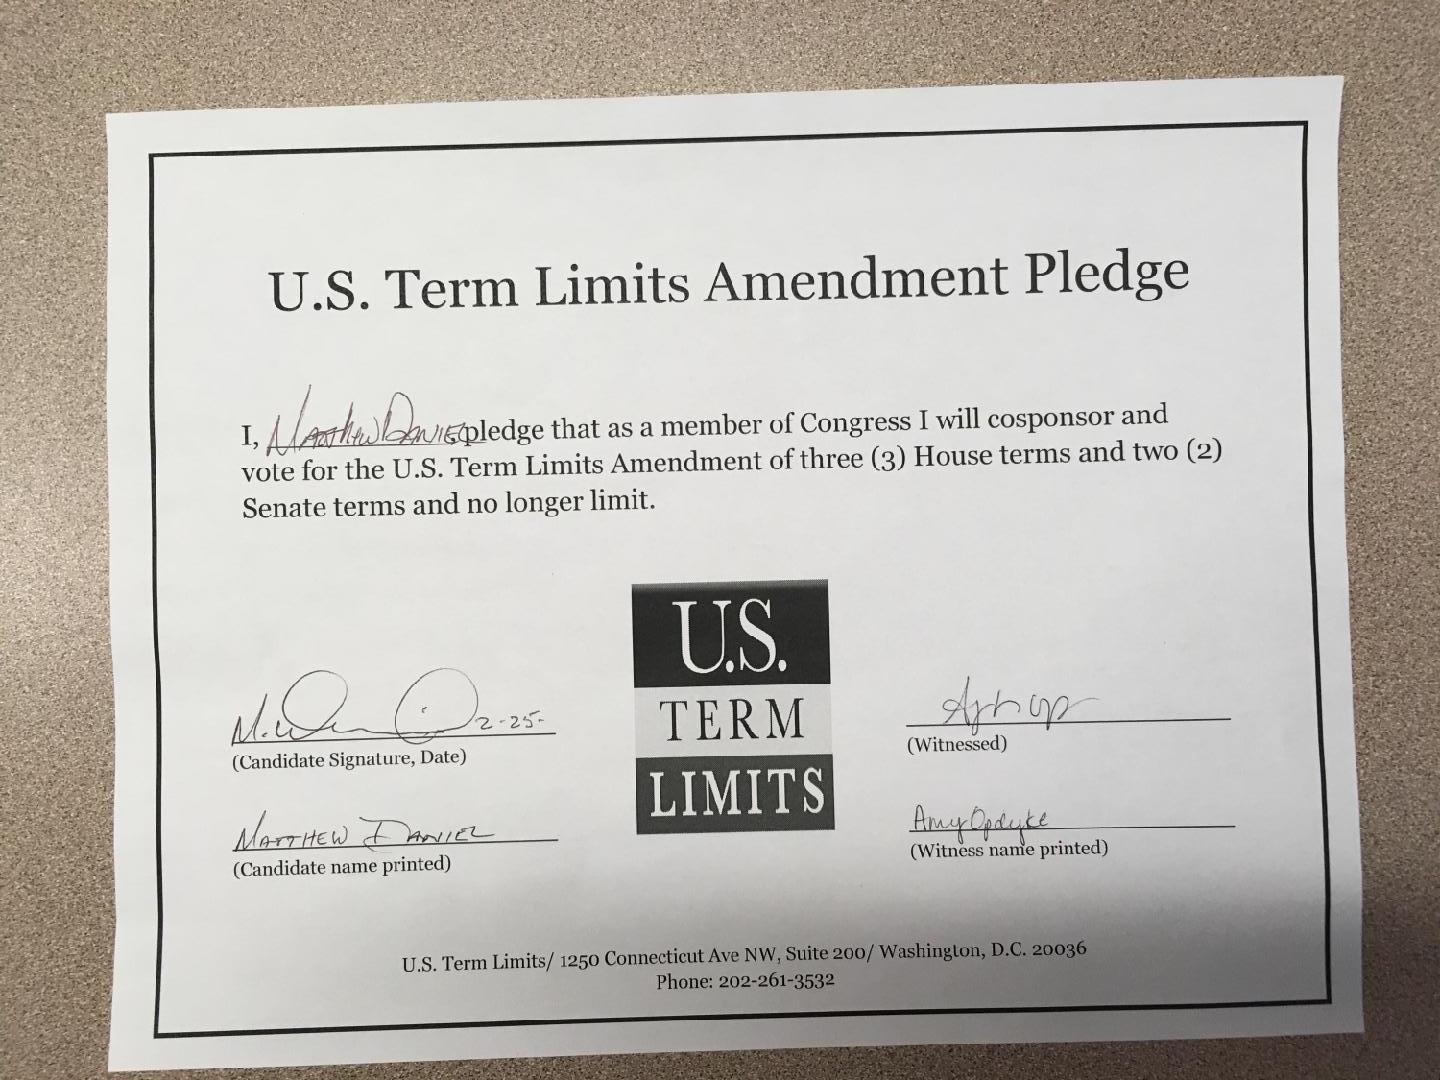 U.S. Term Limits Amendment Pledge
I, Matthew Daniel pledge that as a member of Congress I will cosponsor and
vote for the U.S. Term Limits Amendment of three (3) House terms and two (2)
Senate terms and no longer limit.
U.S.
TERM
LIMITS
2-25-
(Candidate Signature, Date)
(Witnessed)
MATTHEW DANIEL
(Candidate name printed)
Amy Opdyke
(Witness name printed)
U.S. Term Limits/ 1250 Connecticut Ave NW, Suite 200/ Washington, D.C. 20036
Phone: 202-261-3532